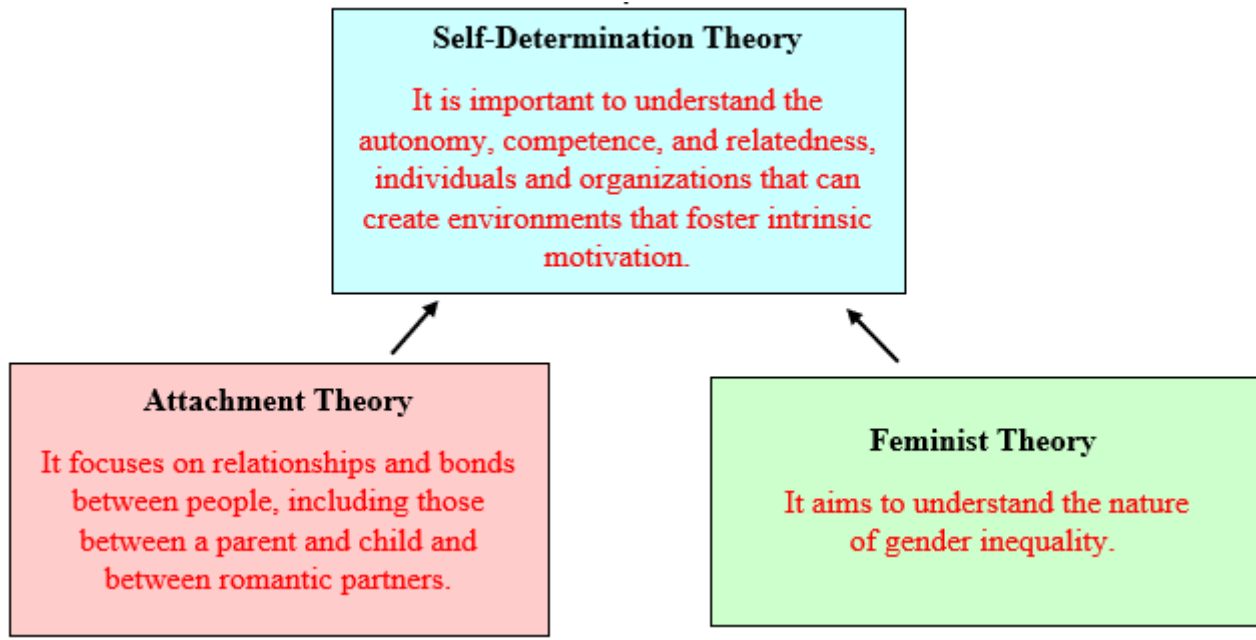 Self-Determination Theory
It is important to understand the
autonomy, competence, and relatedness,
individuals and organizations that can
create environments that foster intrinsic
motivation.
Attachment Theory
It focuses on relationships and bonds
between people, including those
between a parent and child and
between romantic partners.
Feminist Theory
It aims to understand the nature
of gender inequality.